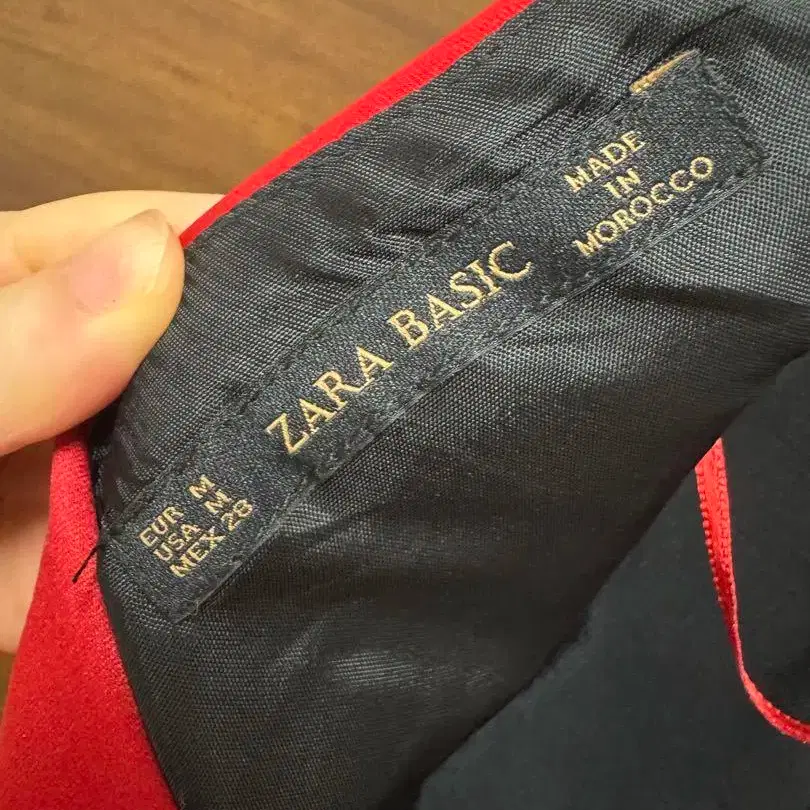 EUR M
USA M
MEX 28
ZARA BASIC
MADE
IN
MOROCCO